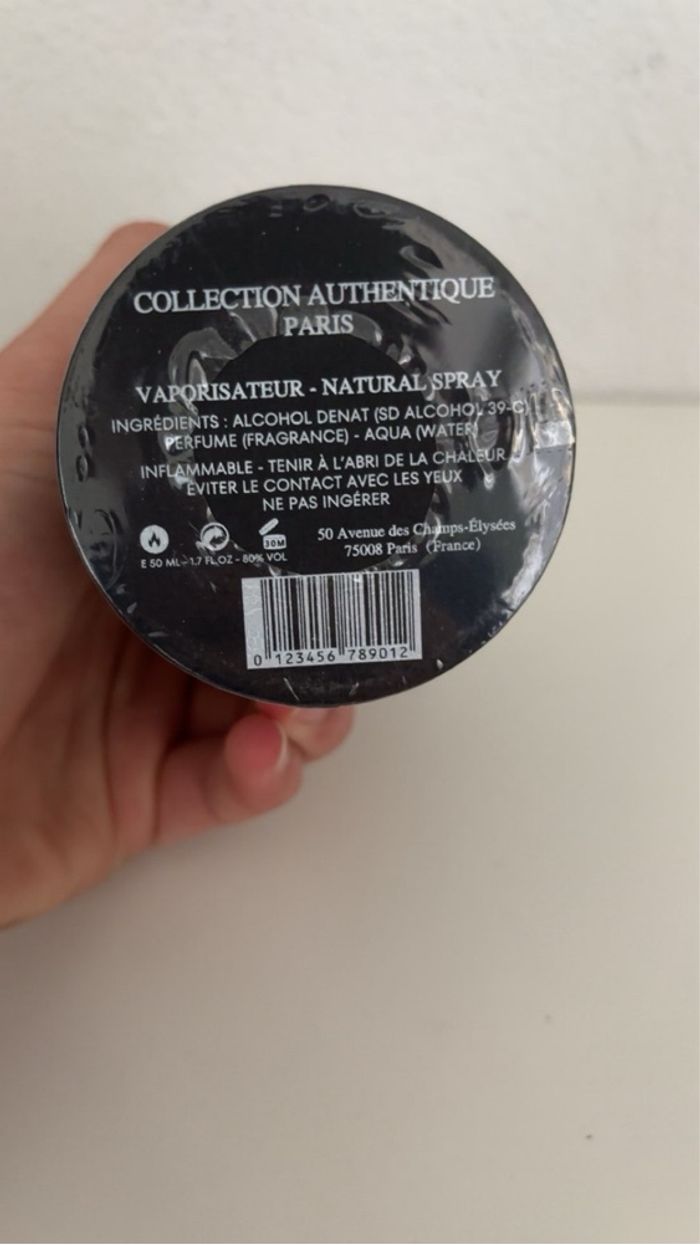 COLLECTION AUTHENTIQUE
PARIS
VAPORISATEUR - NATURAL SPRAY
INGRÉDIENTS : ALCOHOL DENAT (SD ALCOHOL 39-C)
PERFUME (FRAGRANCE) - AQUA (WATER)
INFLAMMABLE - TENIR À L'ABRI DE LA CHALEUR
ÉVITER LE CONTACT AVEC LES YEUX
NE PAS INGÉRER
30M
E 50 ML - 1.7 FL.OZ - 80% VOL
50 Avenue des Champs-Élysées
75008 Paris (France)
0 123456 789012